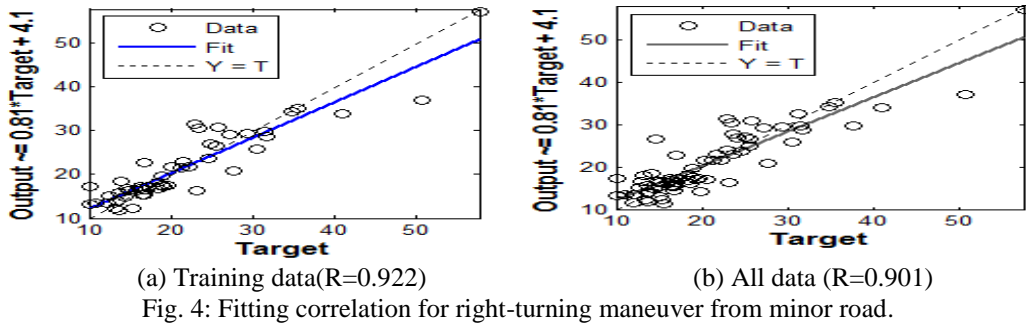 Output ~= 0.81*Target + 4.1
50
40
30
20
10
Data
Fit
Y = T
10
20
30
40
50
Target
(a) Training data(R=0.922)
Output ~= 0.81*Target + 4.1
50
40
30
20
10
Data
Fit
Y = T
10
20
30
40
50
Target
(b) All data (R=0.901)
Fig. 4: Fitting correlation for right-turning maneuver from minor road.